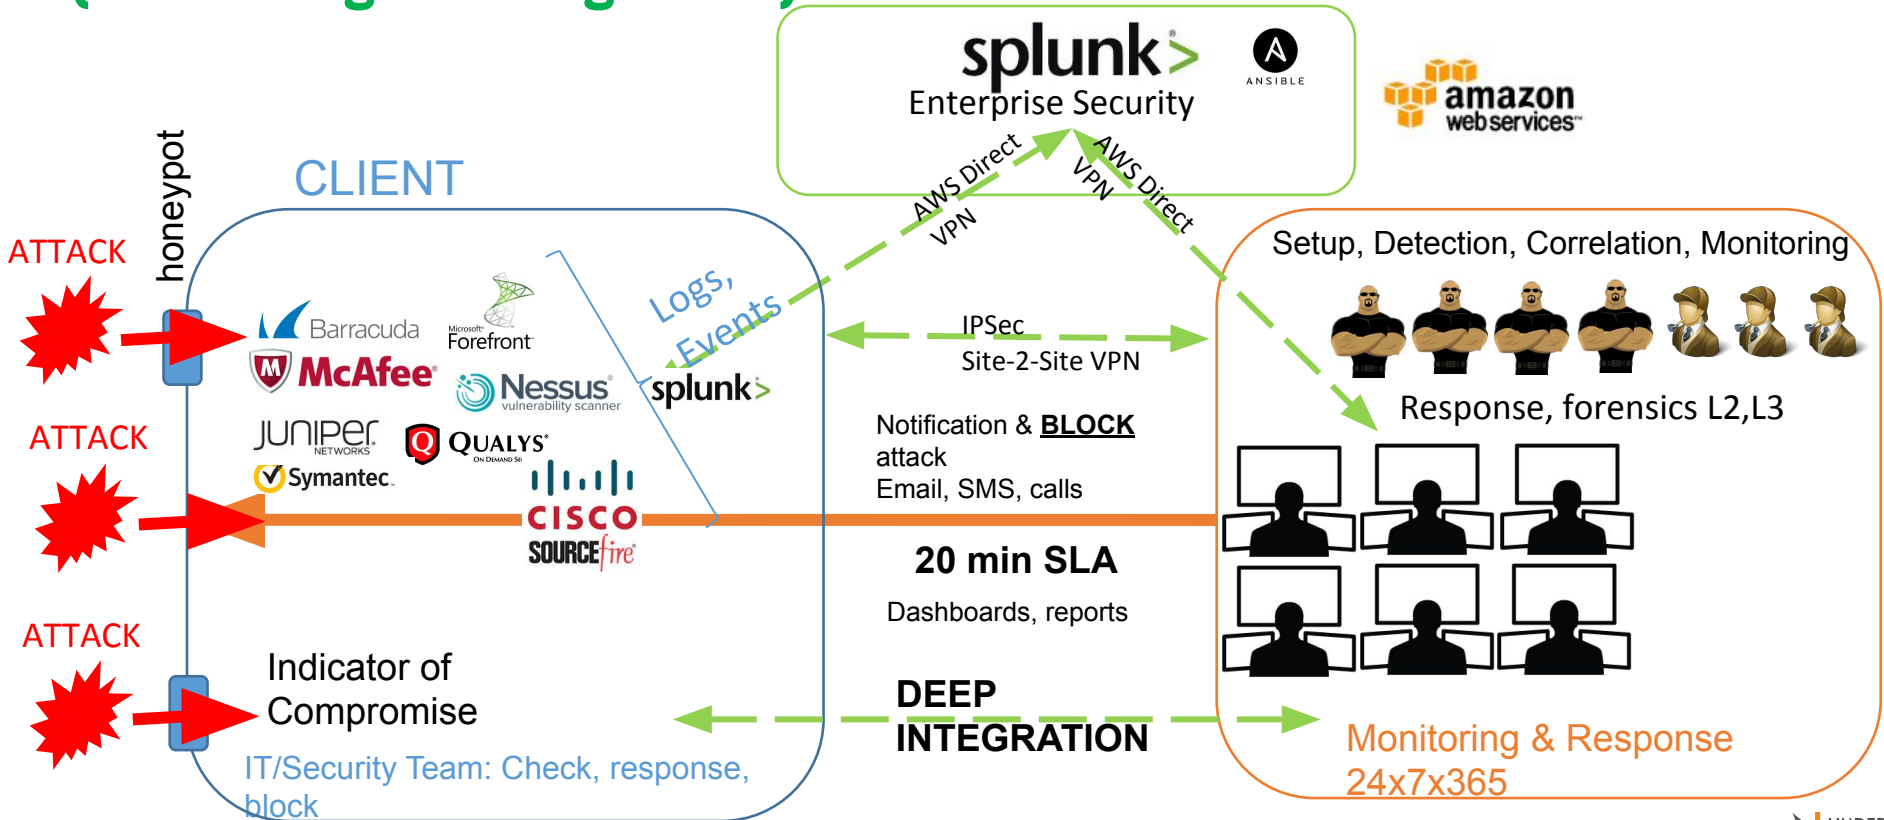 splunk>
ANSIBLE
Enterprise Security
amazon
web services™
honeypot
CLIENT
AWS Direct
VPN
AWS Direct
VPN
ATTACK
Setup, Detection, Correlation, Monitoring
Logs,
Events
Barracuda
Microsoft®
Forefront™
McAfee®
IPSec
Site-2-Site VPN
Nessus®
vulnerability scanner
splunk>
Response, forensics L2,L3
ATTACK
JUNIPER
NETWORKS
QUALYS®
Notification & BLOCK
attack
Email, SMS, calls
Symantec™
CISCO
SOURCEfire®
20 min SLA
Dashboards, reports
ATTACK
Indicator of
Compromise
DEEP
INTEGRATION
Monitoring & Response
24x7x365
IT/Security Team: Check, response,
block